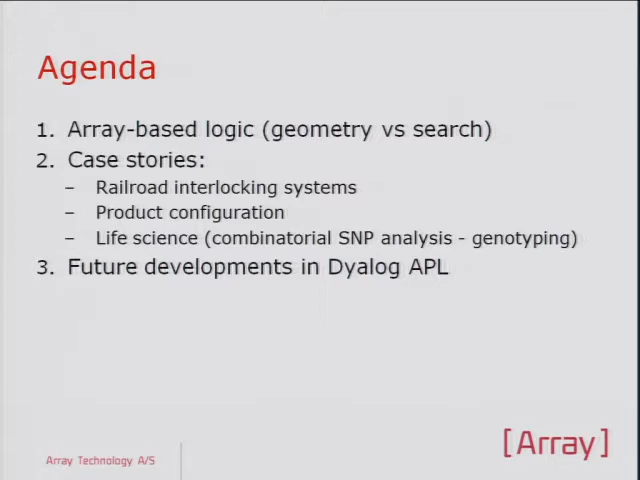 Agenda
1. Array-based logic (geometry vs search)
2. Case stories:
– Railroad interlocking systems
– Product configuration
– Life science (combinatorial SNP analysis - genotyping)
3. Future developments in Dyalog APL
[Array]
Array Technology A/S